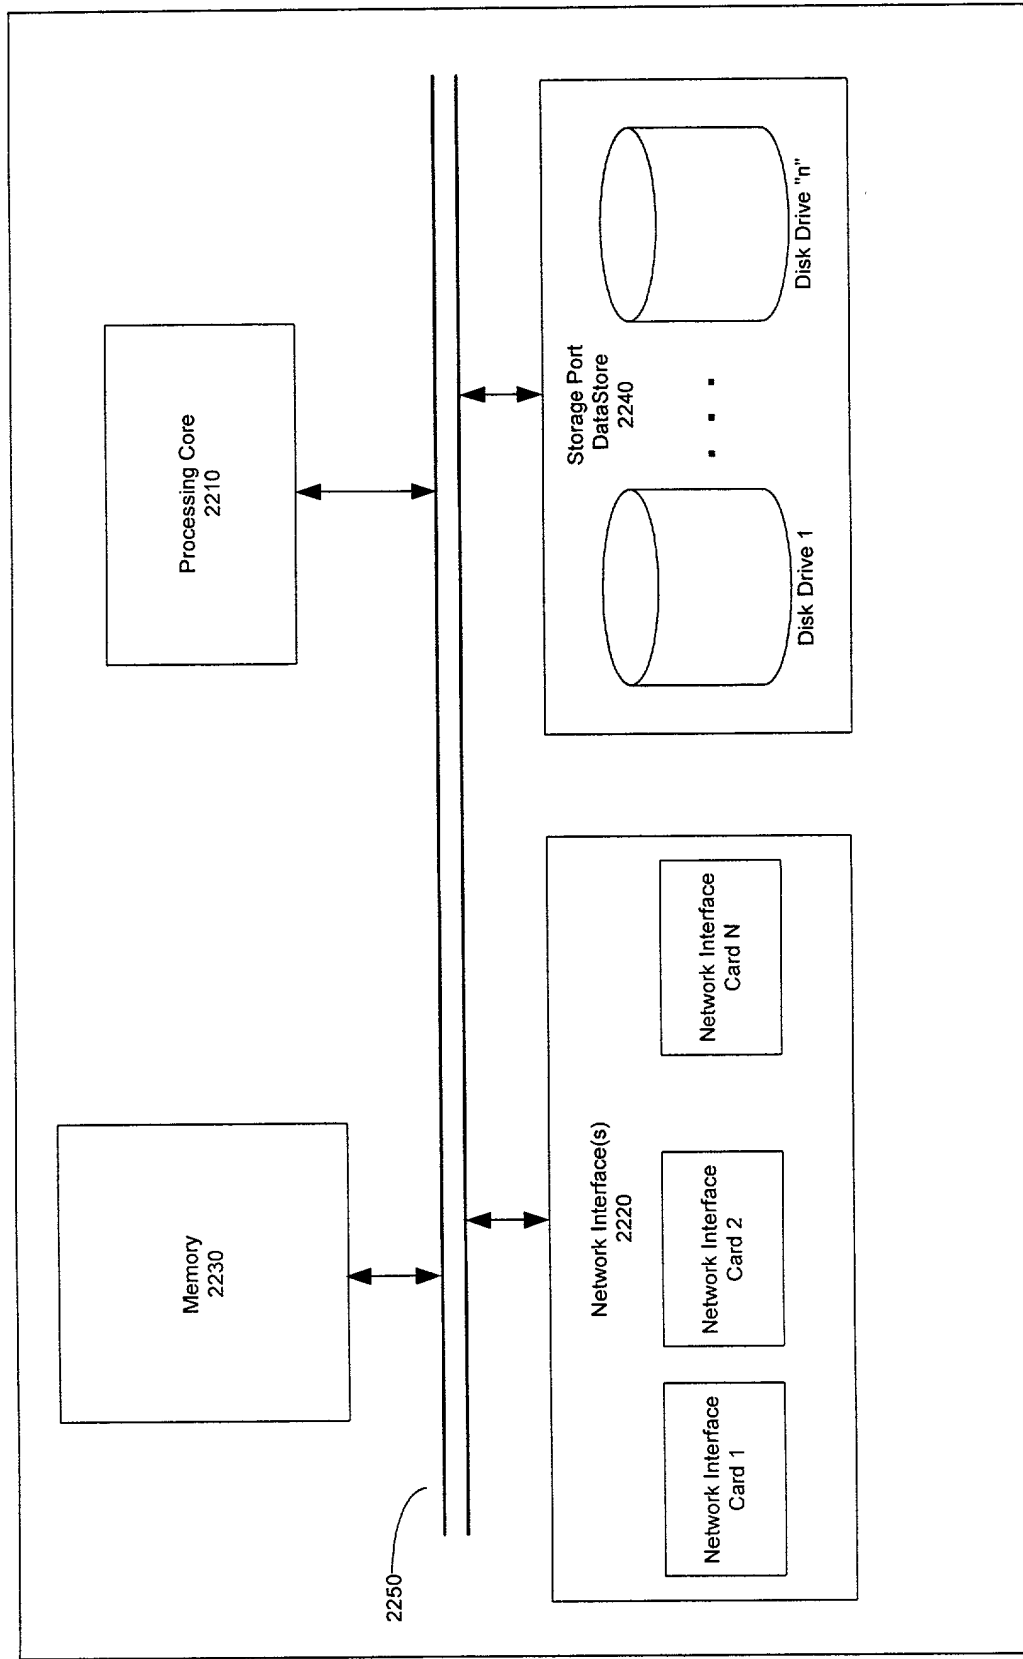 Memory
2230
Processing Core
2210
2250
Network Interface(s)
2220
Network Interface
Card 1
Network Interface
Card 2
Network Interface
Card N
Storage Port
DataStore
2240
Disk Drive 1
Disk Drive "n"